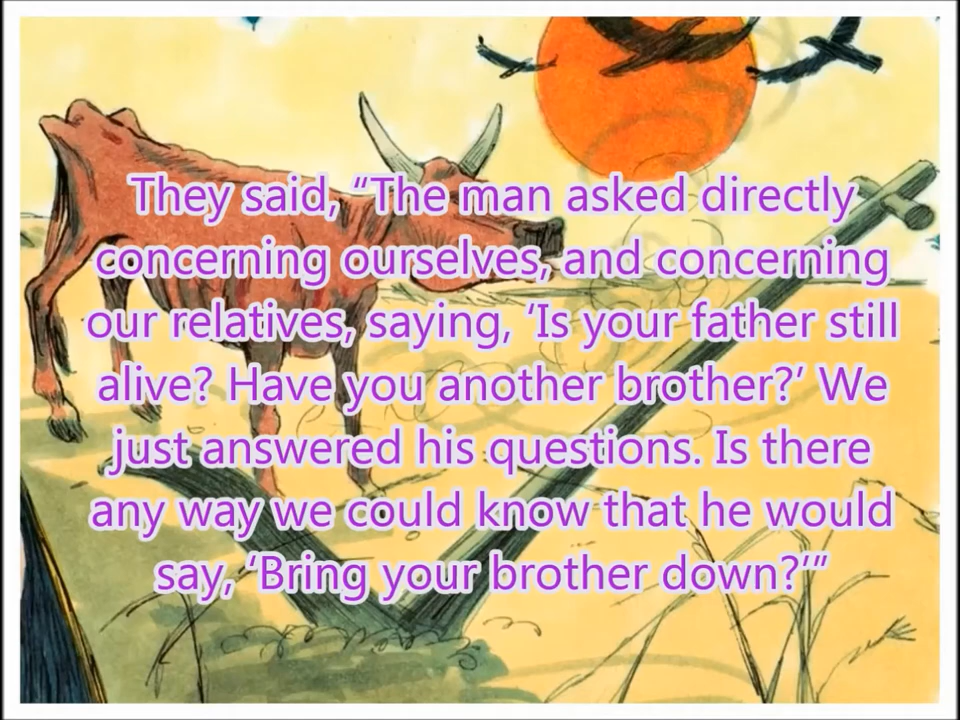 They said, “The man asked directly
concerning ourselves, and concerning
our relatives, saying, ‘Is your father still
alive? Have you another brother?’ We
just answered his questions. Is there
any way we could know that he would
say, ‘Bring your brother down?’”